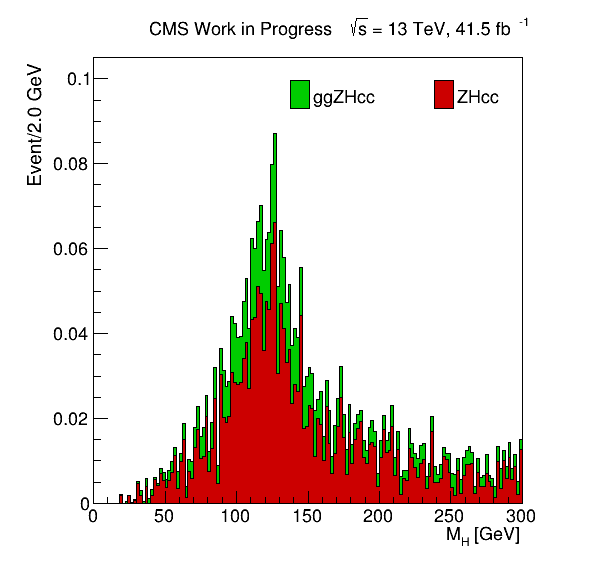 CMS Work in Progress √s = 13 TeV, 41.5 fb⁻¹
Event/2.0 GeV
0.1
ggZHcc ZHcc
0.08
0.06
0.04
0.02
0
0 50 100 150 200 250 300
M_H [GeV]